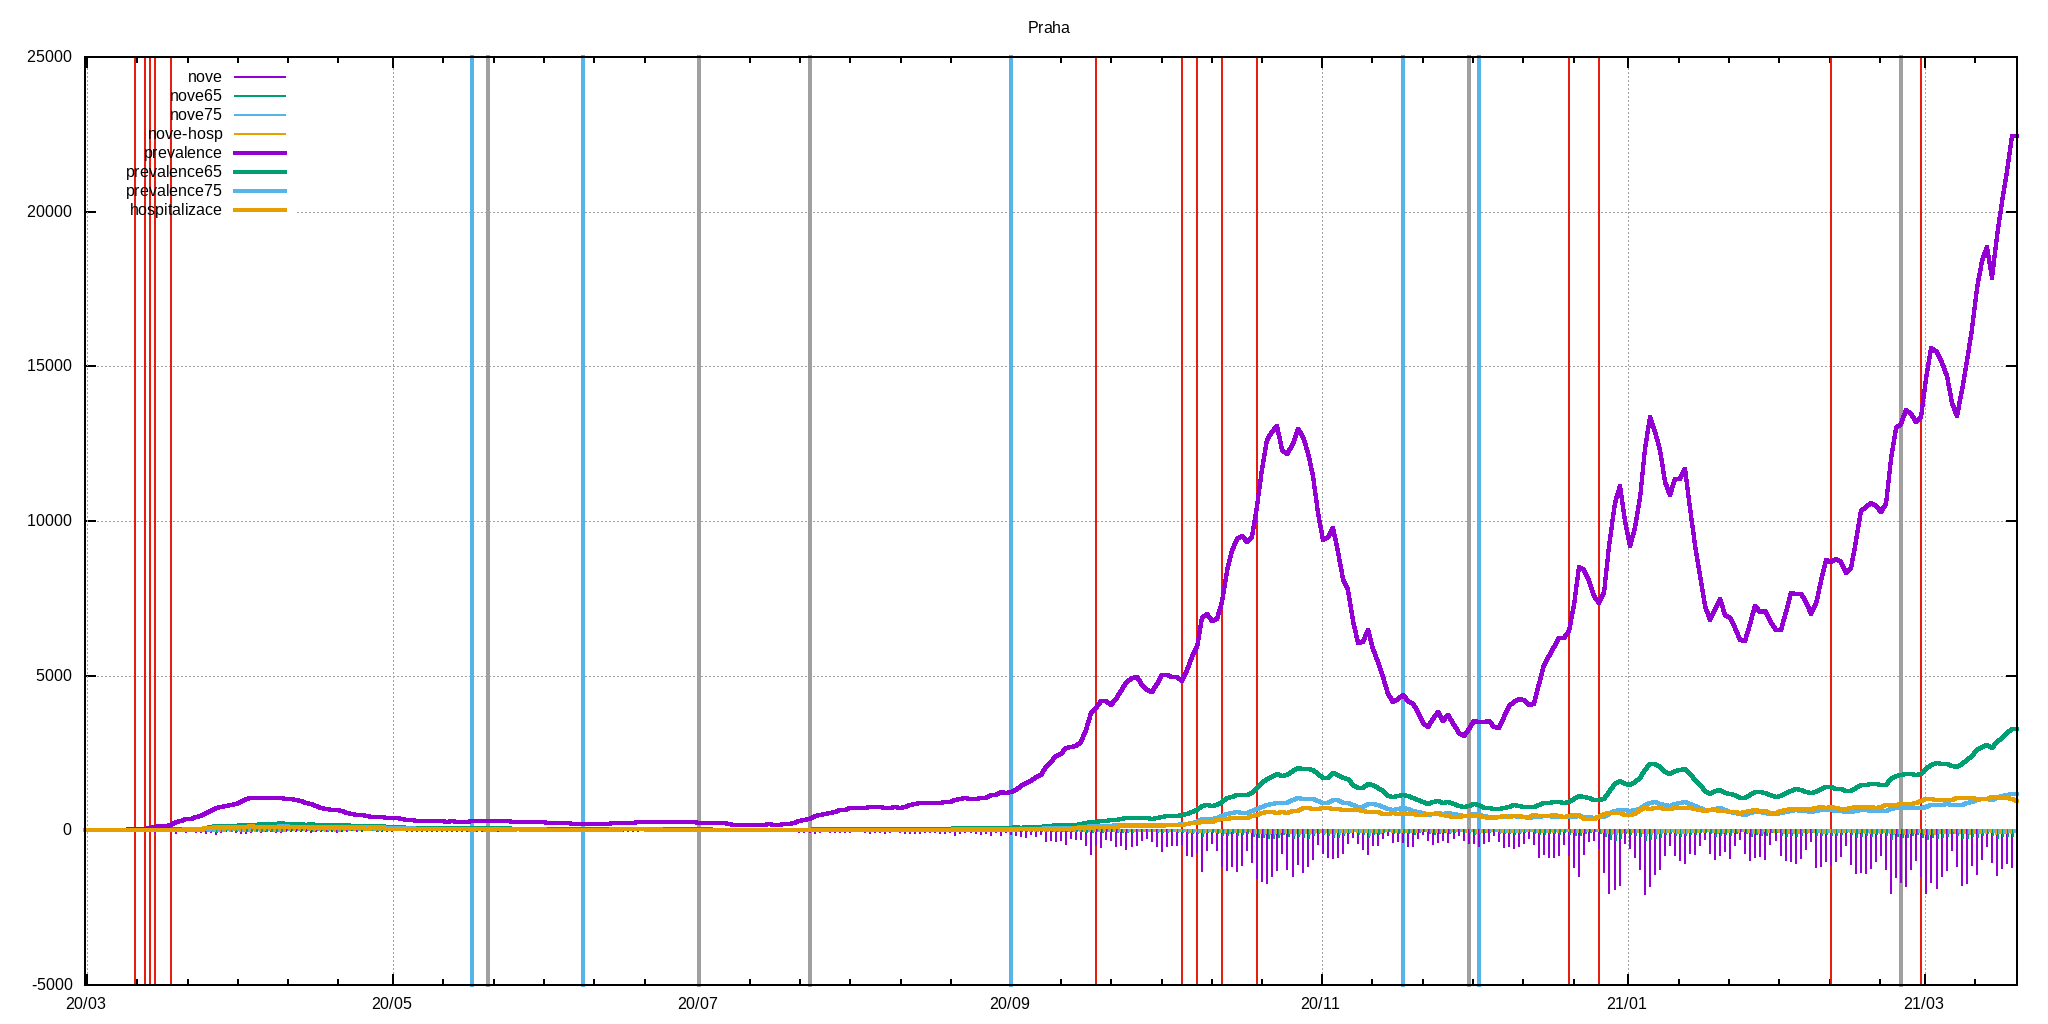 Praha
25000
nove
nove65
nove75
nove-hosp
prevalence
prevalence65
prevalence75
hospitalizace
20000
15000
10000
5000
0
-5000
20/03 20/05 20/07 20/09 20/11 21/01 21/03